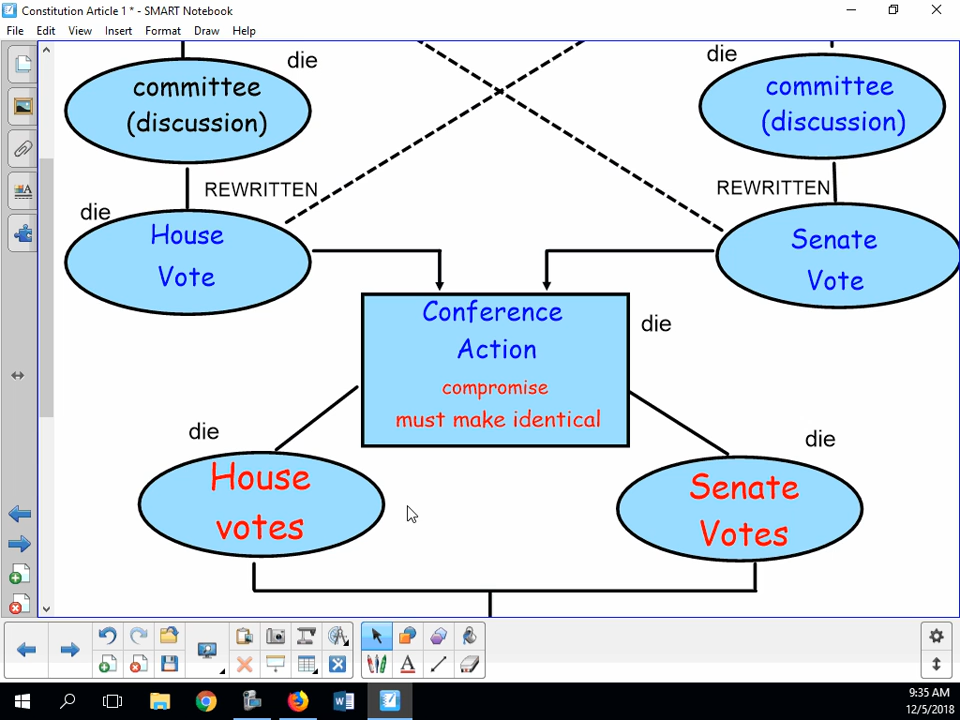 Constitution Article 1 * - SMART Notebook
File Edit View Insert Format Draw Help
die
committee
(discussion)
die
committee
(discussion)
REWRITTEN
REWRITTEN
die
House
Vote
Senate
Vote
Conference
Action
compromise
must make identical
die
die
House
votes
die
Senate
Votes
9:35 AM
12/5/2018